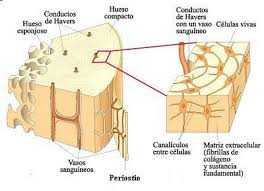 Conductos
de Havers
Hueso
esponjoso
Hueso
compacto
Vasos
sanguíneos
Periostio
Conductos
de Havers
con un vaso
sanguíneo
Células vivas
Canalículos
entre células
Matriz extracelular
(fibrillas de
colágeno
y sustancia
fundamental)